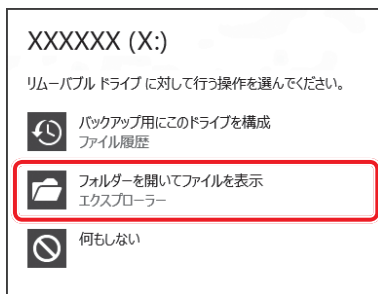 XXXXXX (X:)
リムーバブル ドライブ に対して行う操作を選んでください。
バックアップ用にこのドライブを構成
ファイル履歴
フォルダーを開いてファイルを表示
エクスプローラー
何もしない